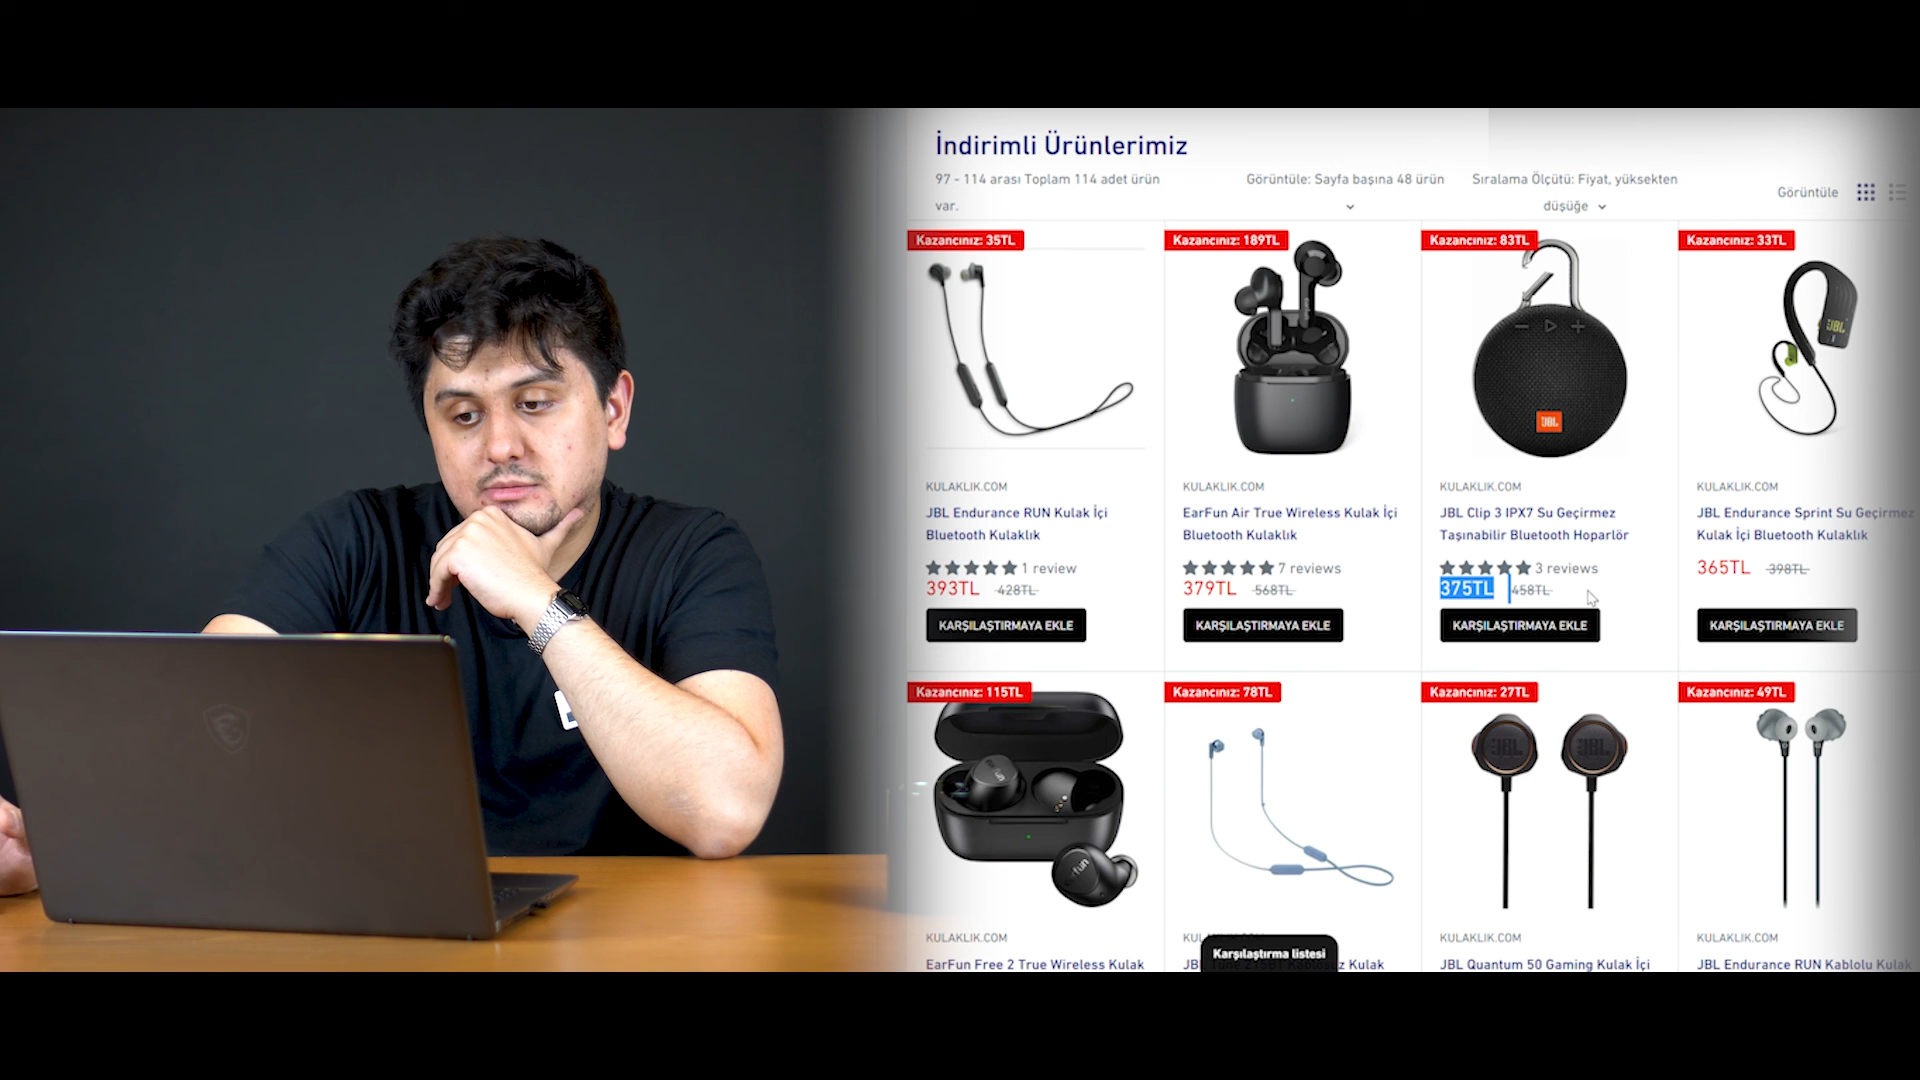 İndirimli Ürünlerimiz
97 - 114 arası Toplam 114 adet ürün
var.
Görüntüle: Sayfa başına 48 ürün
Sıralama Ölçütü: Fiyat, yüksekten
düşüğe
Görüntüle
Kazancınız: 35TL
Kazancınız: 189TL
Kazancınız: 83TL
Kazancınız: 33TL
JBL
JBL
KULAKLIK.COM
JBL Endurance RUN Kulak İçi
Bluetooth Kulaklık
1 review
393TL 428TL
KARŞILAŞTIRMAYA EKLE
KULAKLIK.COM
EarFun Air True Wireless Kulak İçi
Bluetooth Kulaklık
7 reviews
379TL 568TL
KARŞILAŞTIRMAYA EKLE
KULAKLIK.COM
JBL Clip 3 IPX7 Su Geçirmez
Taşınabilir Bluetooth Hoparlör
3 reviews
375TL 458TL
KARŞILAŞTIRMAYA EKLE
KULAKLIK.COM
JBL Endurance Sprint Su Geçirmez
Kulak İçi Bluetooth Kulaklık
365TL 398TL
KARŞILAŞTIRMAYA EKLE
Kazancınız: 115TL
Kazancınız: 78TL
Kazancınız: 27TL
Kazancınız: 49TL
JBL
JBL
KULAKLIK.COM
EarFun Free 2 True Wireless Kulak
Kulak
Karşılaştırma listesi
KULAKLIK.COM
JBL Quantum 50 Gaming Kulak İçi
KULAKLIK.COM
JBL Endurance RUN Kablolu Kulak